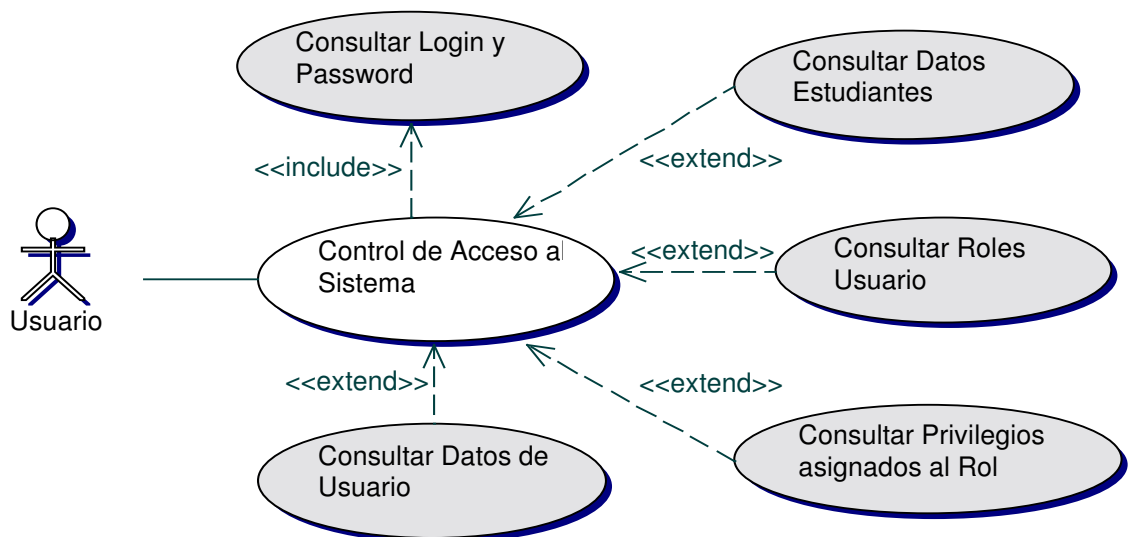 Consultar Login y
Password
Consultar Datos
Estudiantes
<<include>>
<<extend>>
Control de Acceso al
Sistema
<<extend>>
Consultar Roles
Usuario
Usuario
<<extend>>
<<extend>>
Consultar Datos de
Usuario
Consultar Privilegios
asignados al Rol